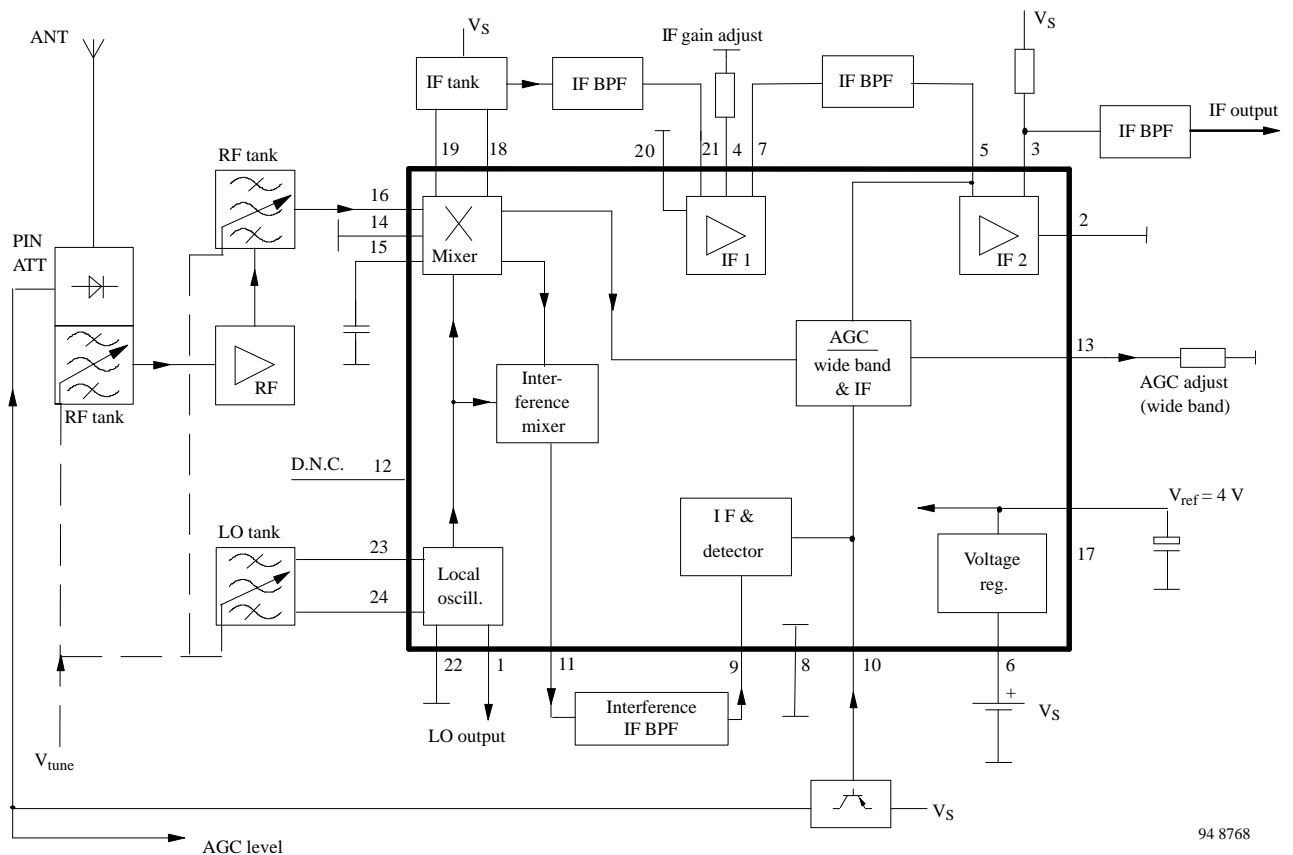 VS
VS
ANT
IF gain adjust
IF tank
IF BPF
IF BPF
IF output
IF BPF
19
18
20
21
4
7
5
3
RF tank
16
14
15
Mixer
IF 1
IF 2
2
PIN
ATT
RF
RF tank
AGC
wide band
& IF
13
AGC adjust
(wide band)
Inter-
ference
mixer
D.N.C.
12
Vref = 4 V
I F &
detector
Voltage
reg.
17
LO tank
23
24
Local
oscill.
22
1
11
9
8
10
6
Interference
IF BPF
+
VS
LO output
Vtune
VS
AGC level
94 8768